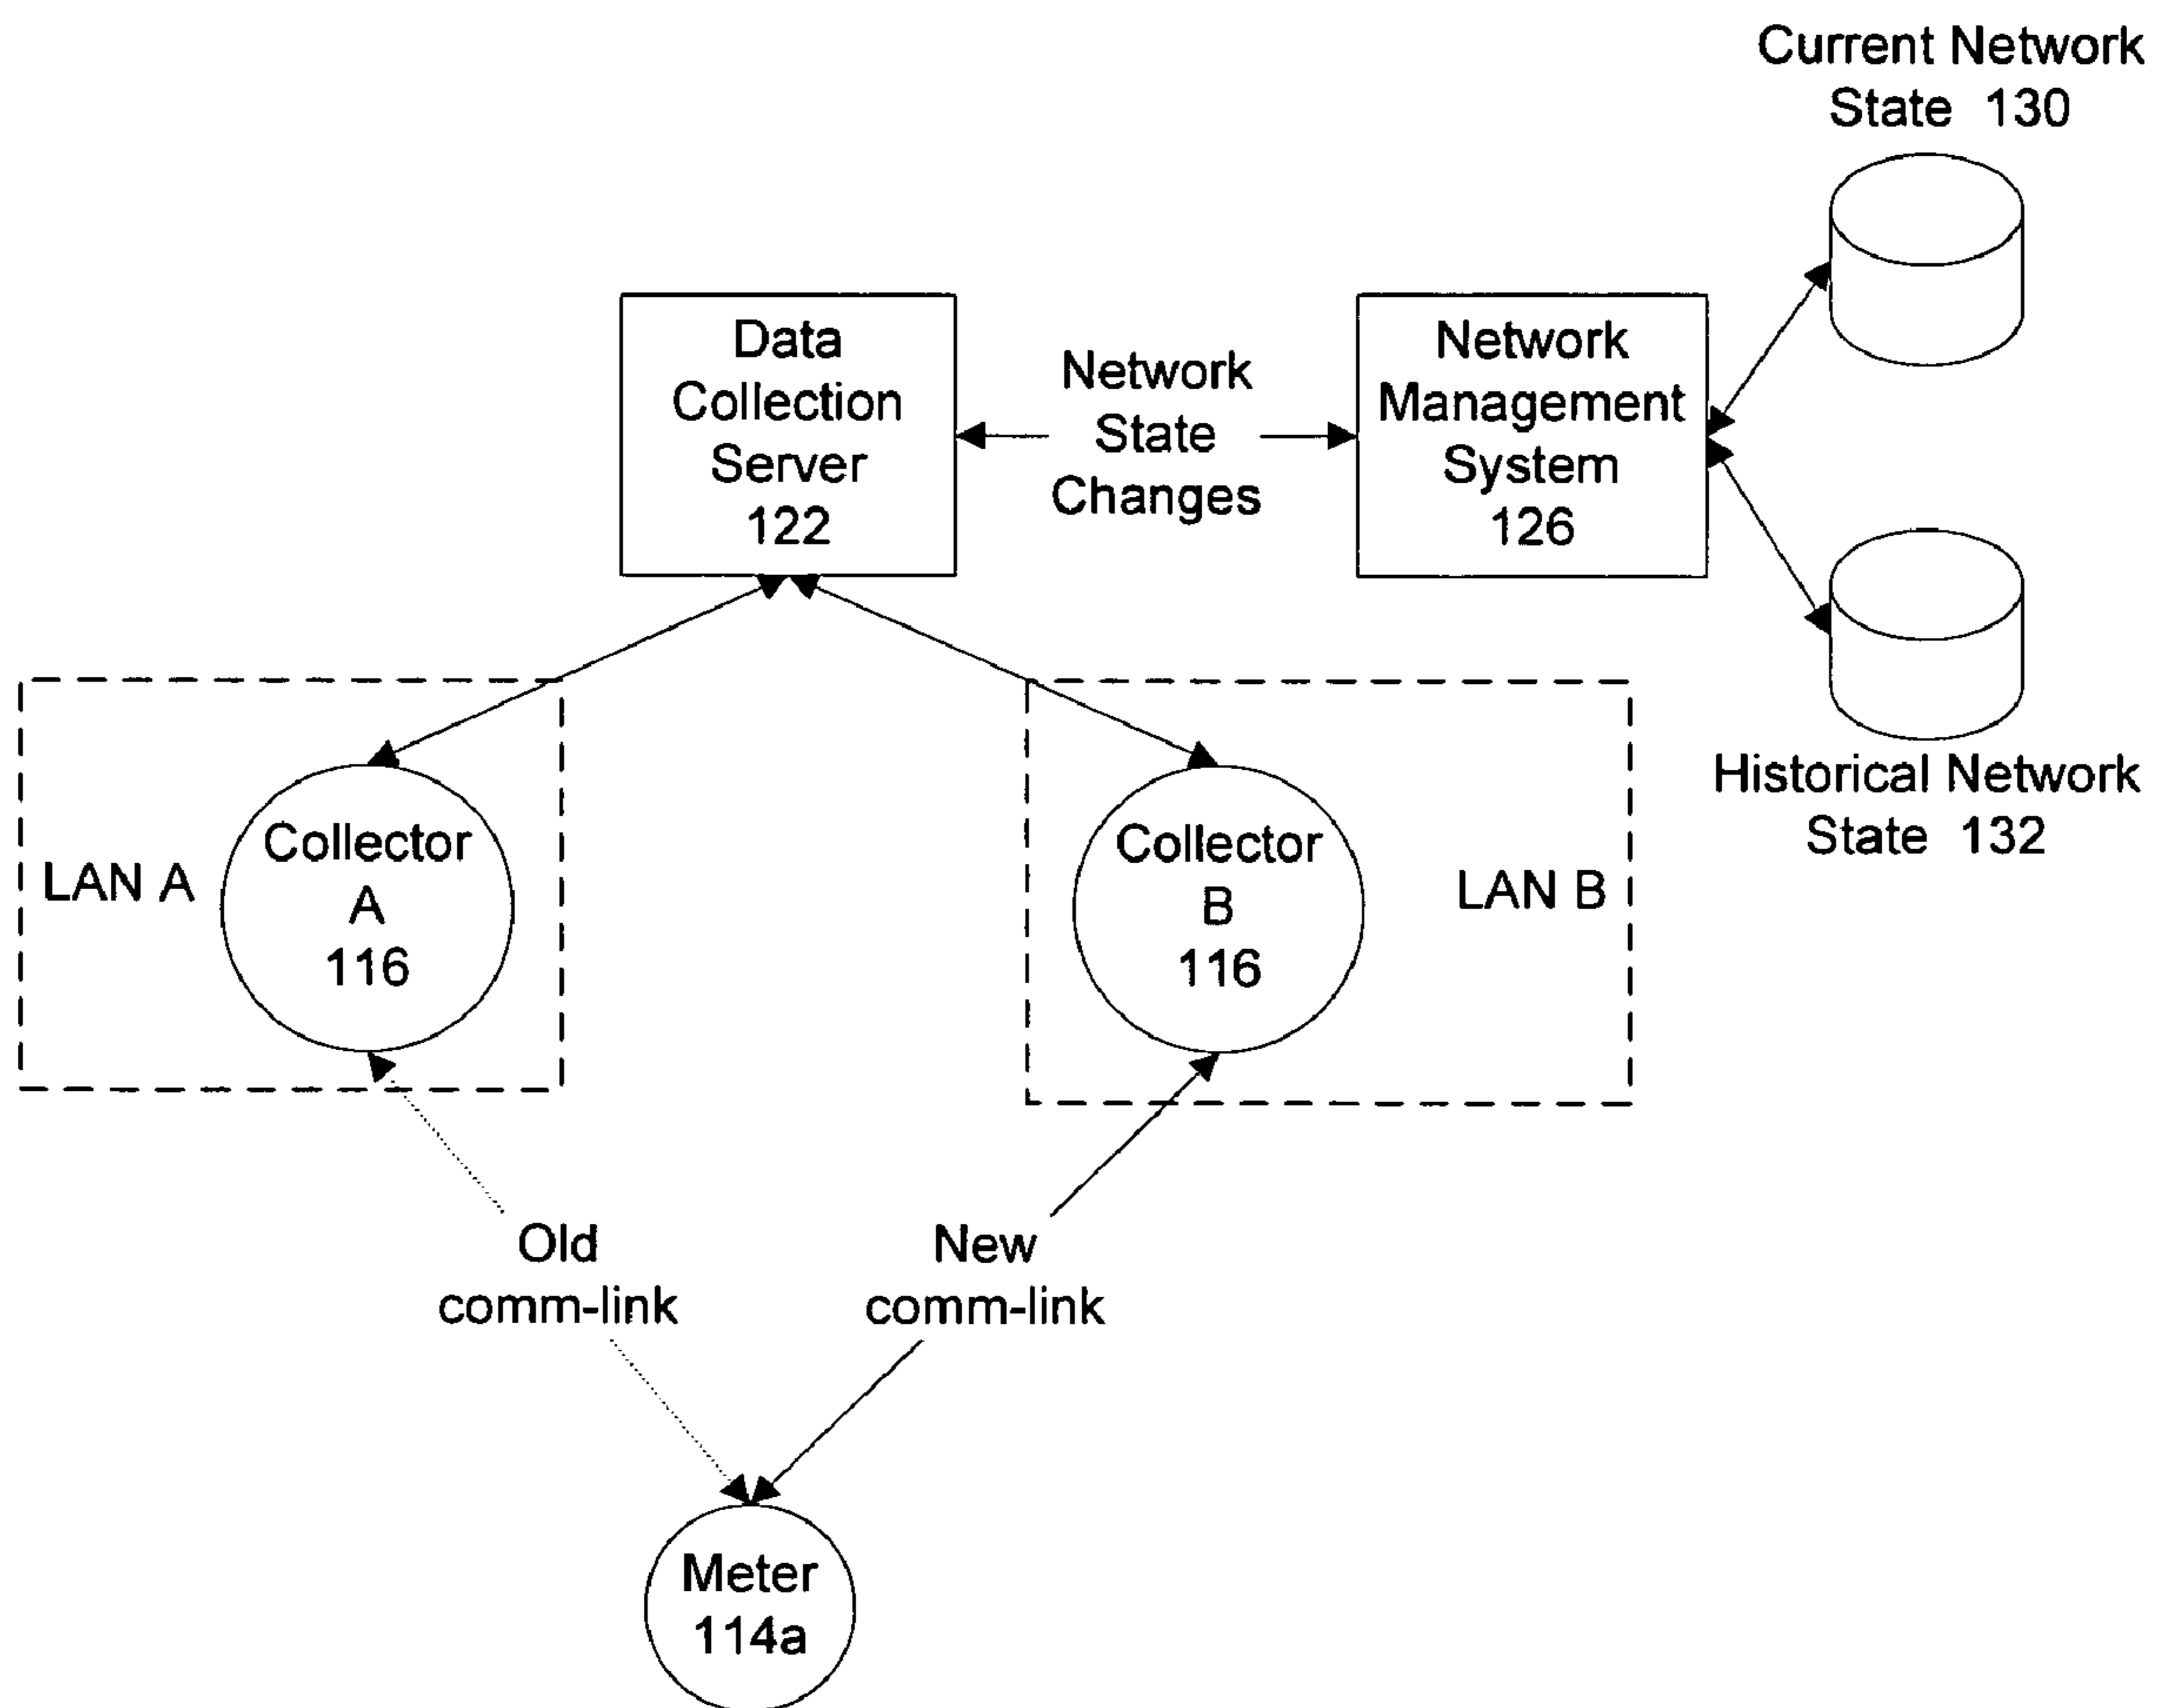 Current Network
State 130
Data
Collection
Server
122
Network
State
Changes
Network
Management
System
126
Historical Network
State 132
LAN A
Collector
A
116
Collector
B
116
LAN B
Old
comm-link
New
comm-link
Meter
114a